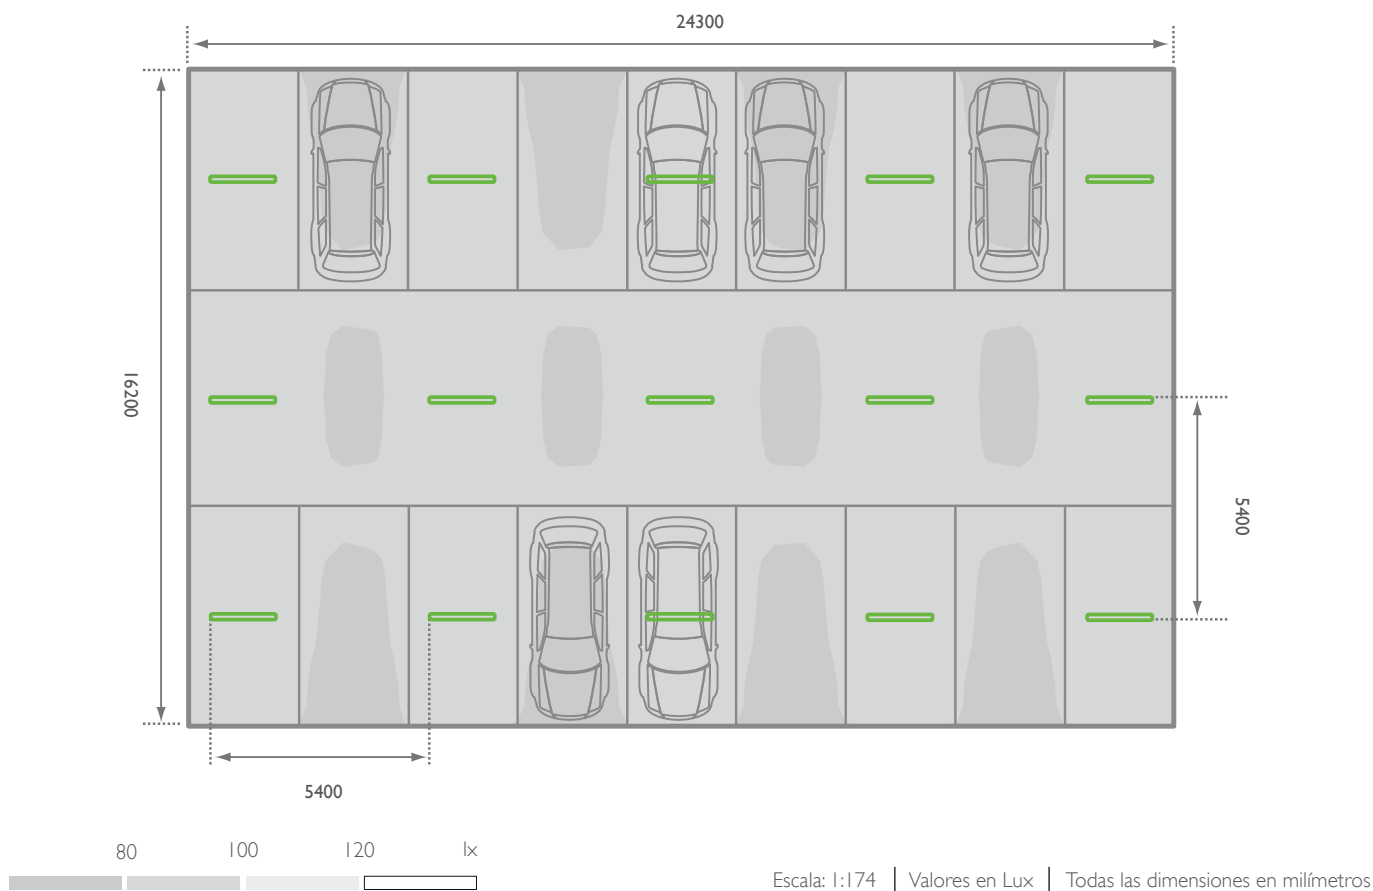 24300
16200
5400
5400
80 100 120 lx
Escala: 1:174 | Valores en Lux | Todas las dimensiones en milímetros